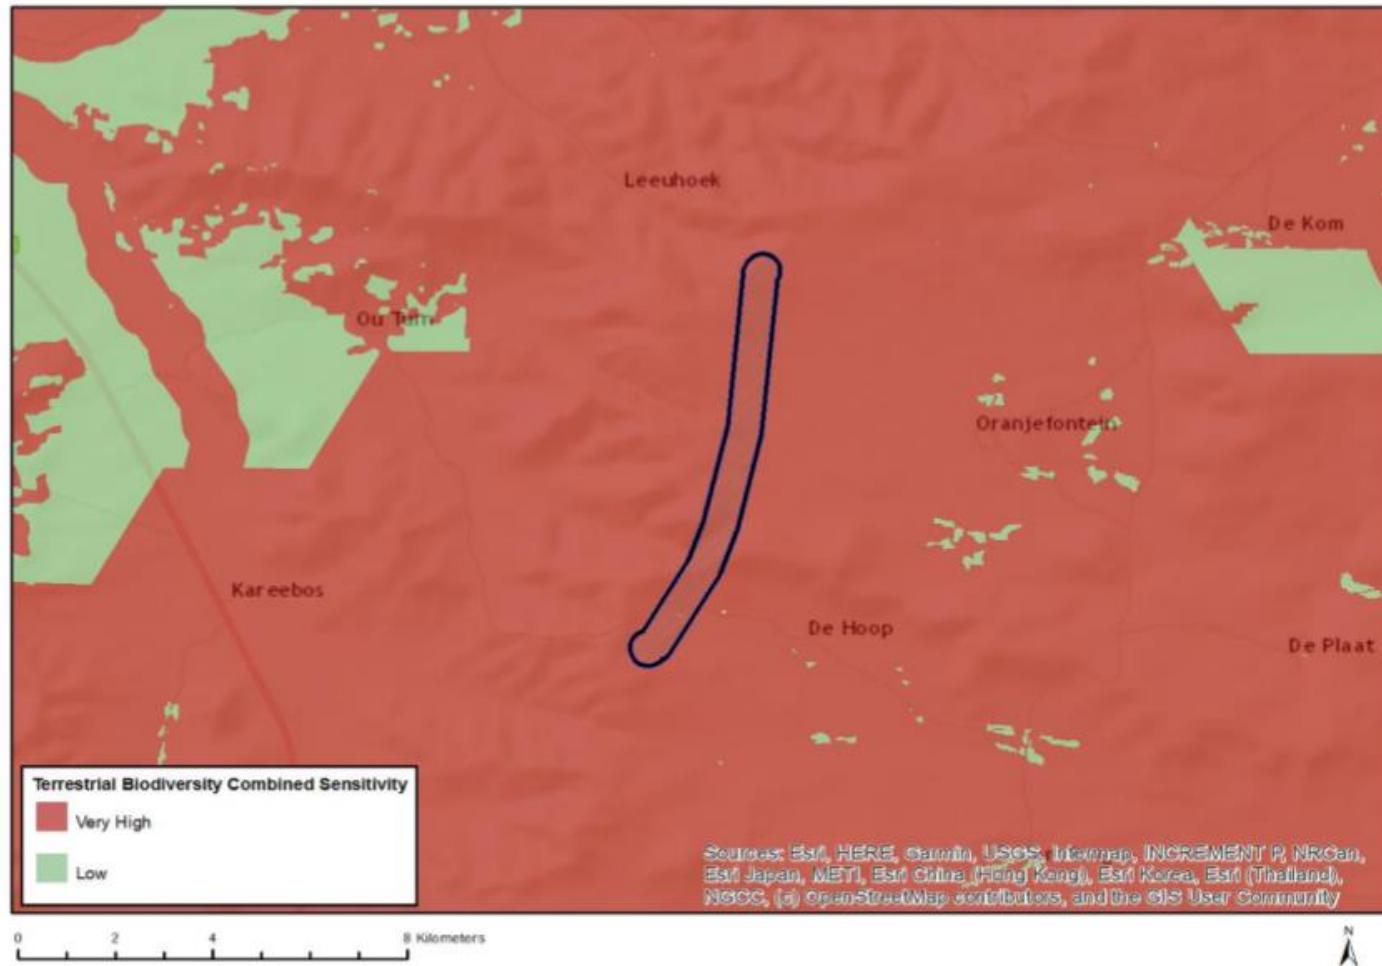 Leeuhoek
De Kom
Ou Tuin
Oranjefontein
Kareebos
De Hoop
De Plaat
Terrestrial Biodiversity Combined Sensitivity
Very High
Low
Sources: Esri, HERE, Garmin, USGS, Intermap, INCREMENT P, NRCan,
Esri Japan, METI, Esri China (Hong Kong), Esri Korea, Esri (Thailand),
NGCC, (c) OpenStreetMap contributors, and the GIS User Community
0 2 4 8 Kilometers
N